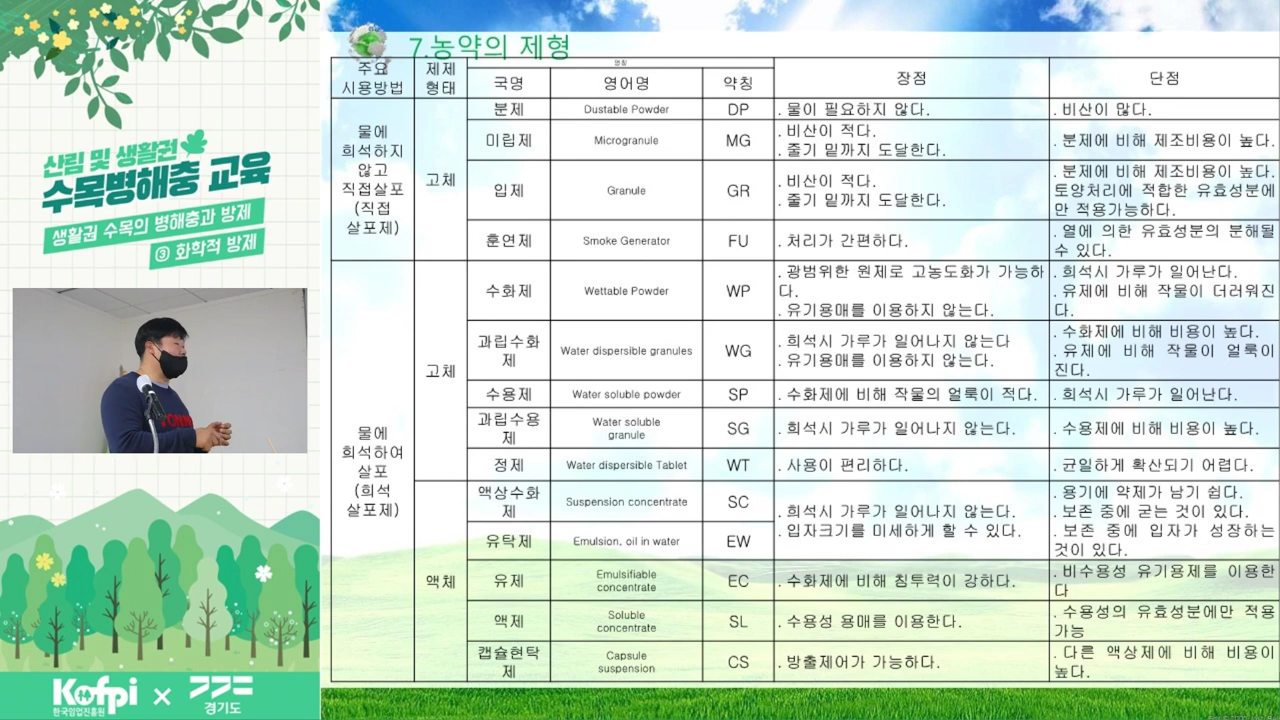 산림 및 생활권
수목병해충 교육
생활권 수목의 병해충과 방제
③ 화학적 방제
Kofpi
한국임업진흥원
×
경기도
7.농약의 제형
주요
시용방법
제제
형태
명칭
국명
영어명
약칭
장점
단점
물에
희석하지
않고
직접살포
(직접
살포제)
고체
분제
Dustable Powder
DP
. 물이 필요하지 않다.
. 비산이 많다.
미립제
Microgranule
MG
. 비산이 적다.
. 줄기 밑까지 도달한다.
. 분제에 비해 제조비용이 높다.
입제
Granule
GR
. 비산이 적다.
. 줄기 밑까지 도달한다.
. 분제에 비해 제조비용이 높다.
토양처리에 적합한 유효성분에
만 적용가능하다.
훈연제
Smoke Generator
FU
. 처리가 간편하다.
. 열에 의한 유효성분의 분해될
수 있다.
물에
희석하여
살포
(희석
살포제)
고체
수화제
Wettable Powder
WP
. 광범위한 원제로 고농도화가 가능하
다.
. 유기용매를 이용하지 않는다.
. 희석시 가루가 일어난다.
. 유제에 비해 작물이 더러워진
다.
과립수화
제
Water dispersible granules
WG
. 희석시 가루가 일어나지 않는다
. 유기용매를 이용하지 않는다.
. 수화제에 비해 비용이 높다.
. 유제에 비해 작물이 얼룩이
진다.
수용제
Water soluble powder
SP
. 수화제에 비해 작물의 얼룩이 적다.
. 희석시 가루가 일어난다.
과립수용
제
Water soluble
granule
SG
. 희석시 가루가 일어나지 않는다.
. 수용제에 비해 비용이 높다.
정제
Water dispersible Tablet
WT
. 사용이 편리하다.
. 균일하게 확산되기 어렵다.
액체
액상수화
제
Suspension concentrate
SC
. 희석시 가루가 일어나지 않는다.
. 입자크기를 미세하게 할 수 있다.
. 용기에 약제가 남기 쉽다.
. 보존 중에 굳는 것이 있다.
. 보존 중에 입자가 성장하는
것이 있다.
유탁제
Emulsion, oil in water
EW
유제
Emulsifiable
concentrate
EC
. 수화제에 비해 침투력이 강하다.
. 비수용성 유기용제를 이용한
다
액제
Soluble
concentrate
SL
. 수용성 용매를 이용한다.
. 수용성의 유효성분에만 적용
가능
캡슐현탁
제
Capsule
suspension
CS
. 방출제어가 가능하다.
. 다른 액상제에 비해 비용이
높다.